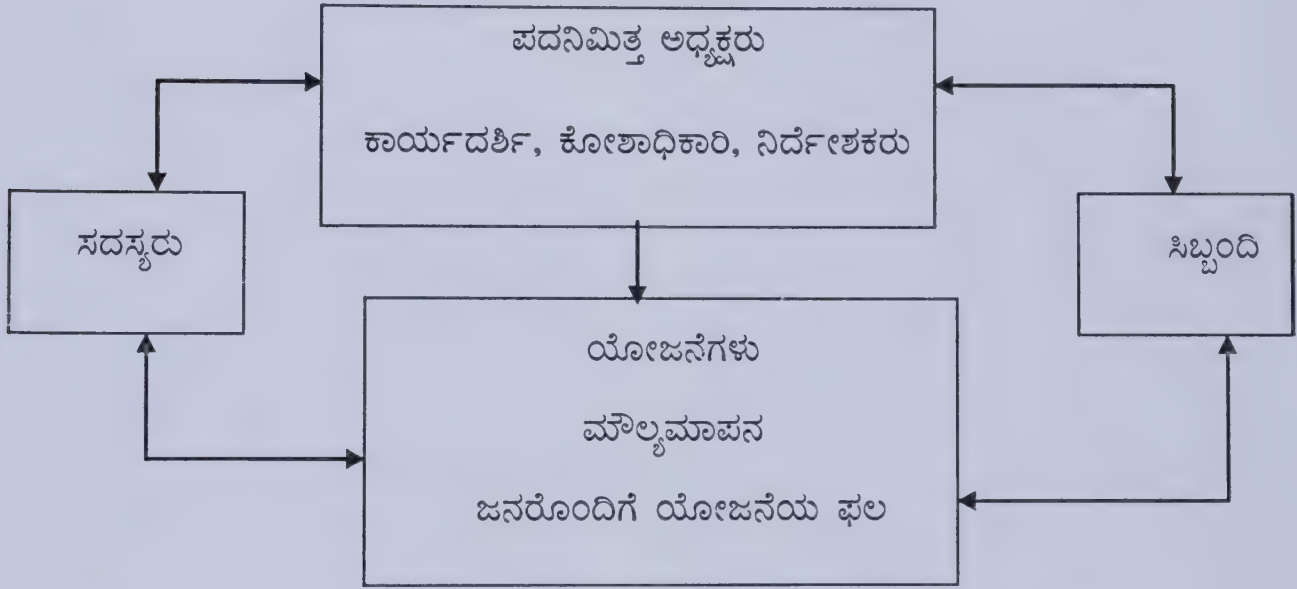 ಪದನಿಮಿತ್ತ ಅಧ್ಯಕ್ಷರು
ಕಾರ್ಯದರ್ಶಿ, ಕೋಶಾಧಿಕಾರಿ, ನಿರ್ದೇಶಕರು
ಸದಸ್ಯರು
ಸಿಬ್ಬಂದಿ
ಯೋಜನೆಗಳು
ಮೌಲ್ಯಮಾಪನ
ಜನರೊಂದಿಗೆ ಯೋಜನೆಯ ಫಲ